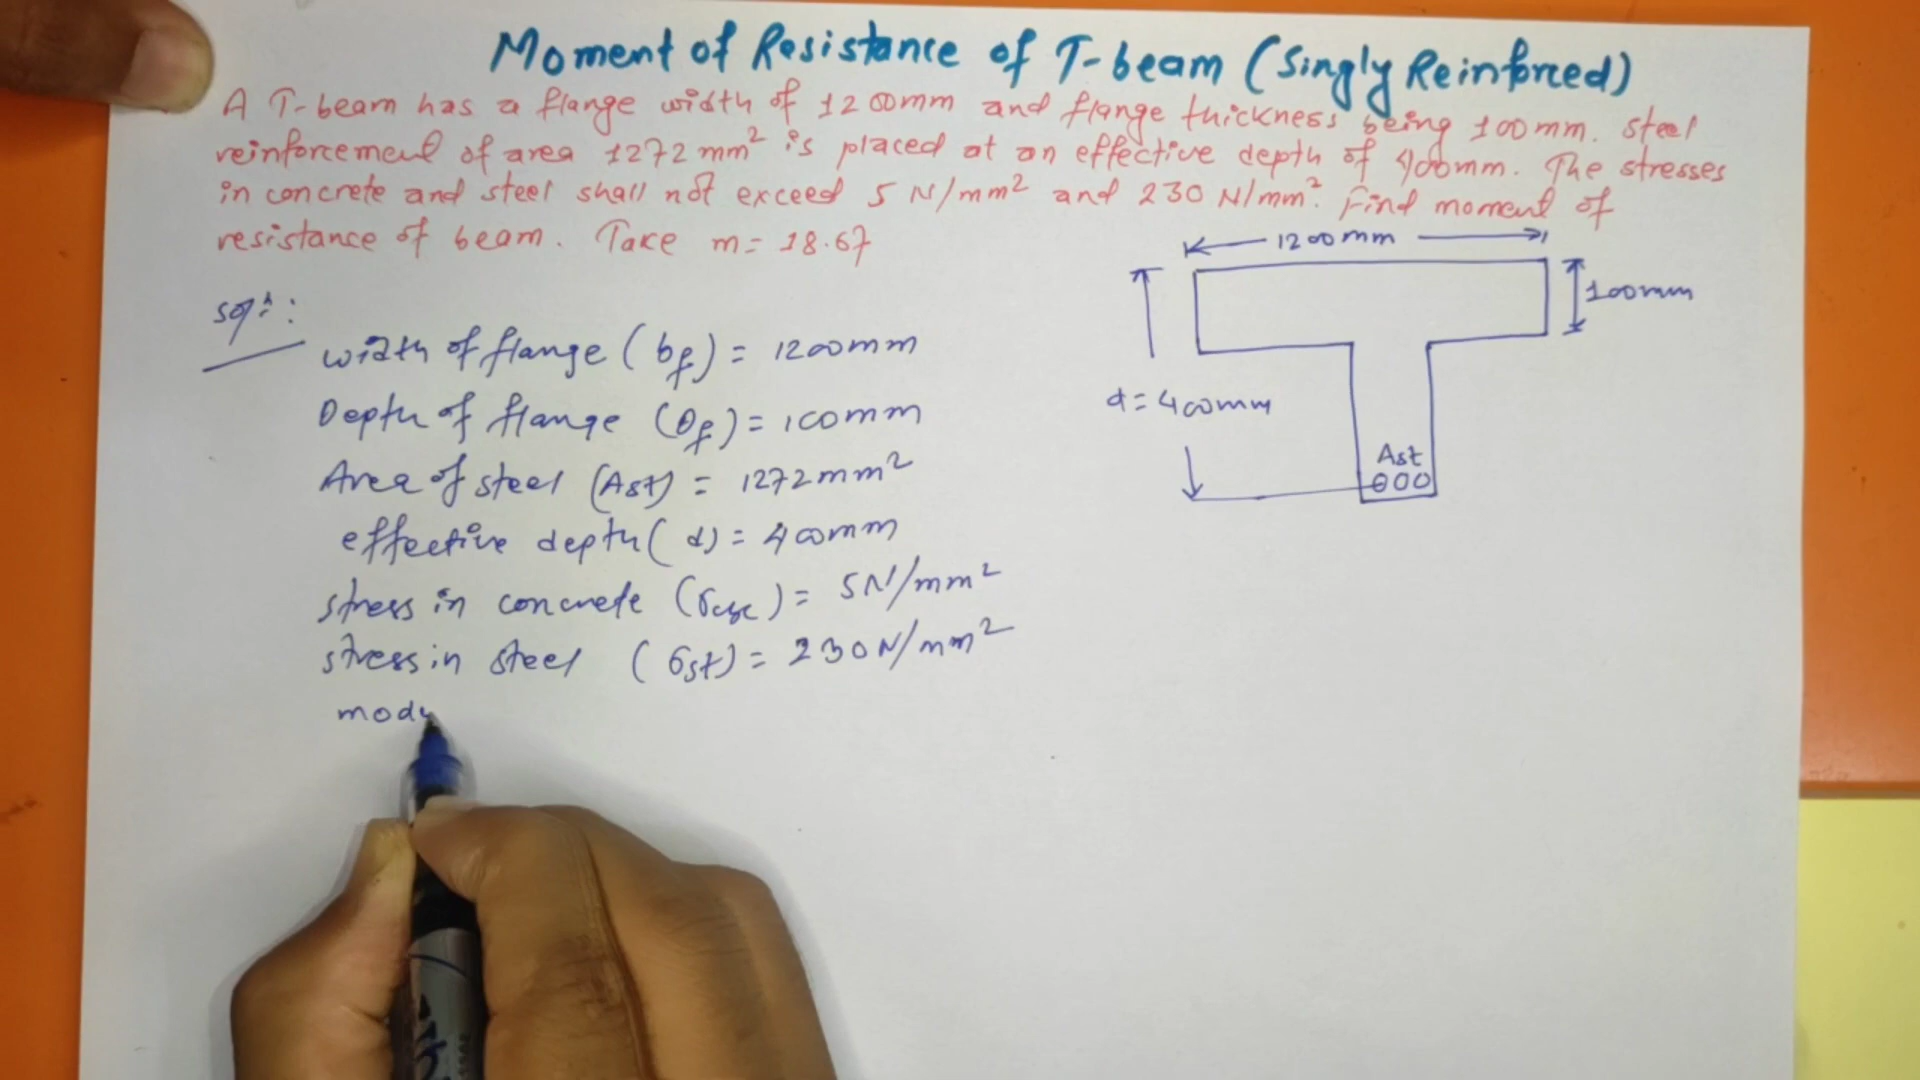 Moment of Resistance of T-beam (Singly Reinforced)
A T-beam has a flange width of 1200mm and flange thickness being 100mm. Steel
reinforcement of area 1272 mm² is placed at an effective depth of 400mm. The stresses
in concrete and steel shall not exceed 5 N/mm² and 230 N/mm². Find moment of
resistance of beam. Take m = 18.67
1200mm
100mm
sol:
width of flange (bf) = 1200mm
Depth of flange (Df) = 100mm
d = 400mm
Area of steel (Ast) = 1272mm²
Ast
effective depth (d) = 400mm
stress in concrete (σcbc) = 5N/mm²
stress in steel (σst) = 230N/mm²
modu